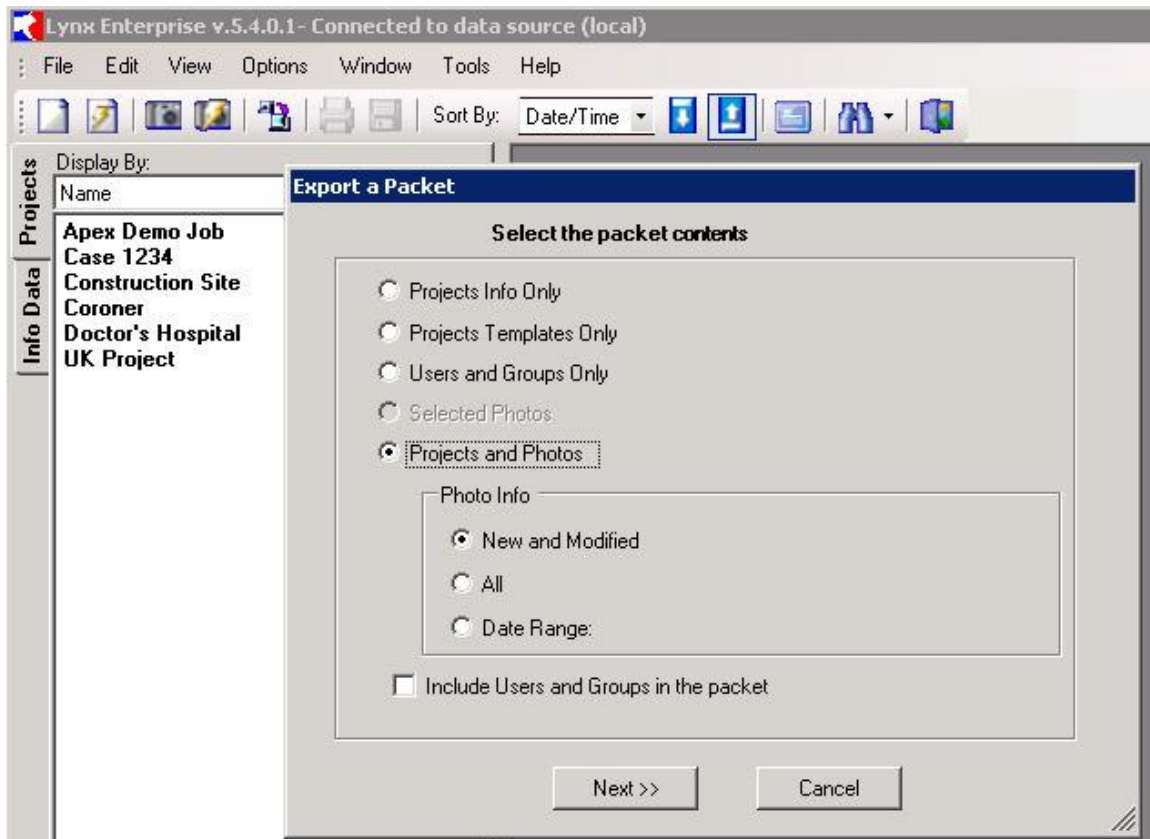 Lynx Enterprise v.5.4.0.1- Connected to data source (local)
File Edit View Options Window Tools Help
Sort By: Date/Time
Projects
Info Data
Display By:
Name
Apex Demo Job
Case 1234
Construction Site
Coroner
Doctor's Hospital
UK Project
Export a Packet
Select the packet contents
Projects Info Only
Projects Templates Only
Users and Groups Only
Selected Photos
Projects and Photos
Photo Info
New and Modified
All
Date Range:
Include Users and Groups in the packet
Next >> Cancel